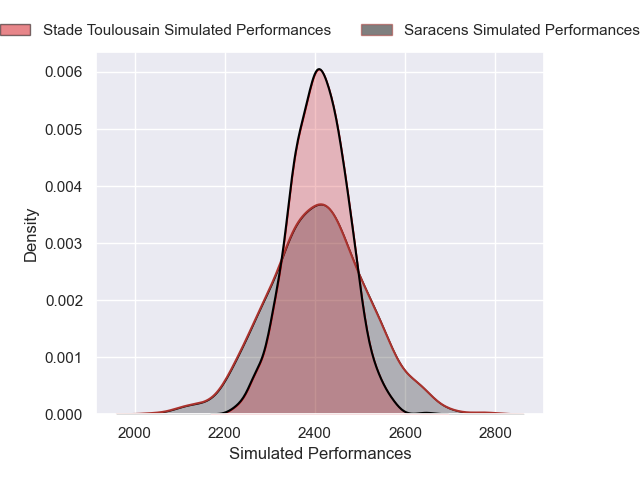 Stade Toulousain Simulated Performances Saracens Simulated Performances
0.006
0.005
0.004
0.003
0.002
0.001
0.000
Density
2000 2200 2400 2600 2800
Simulated Performances